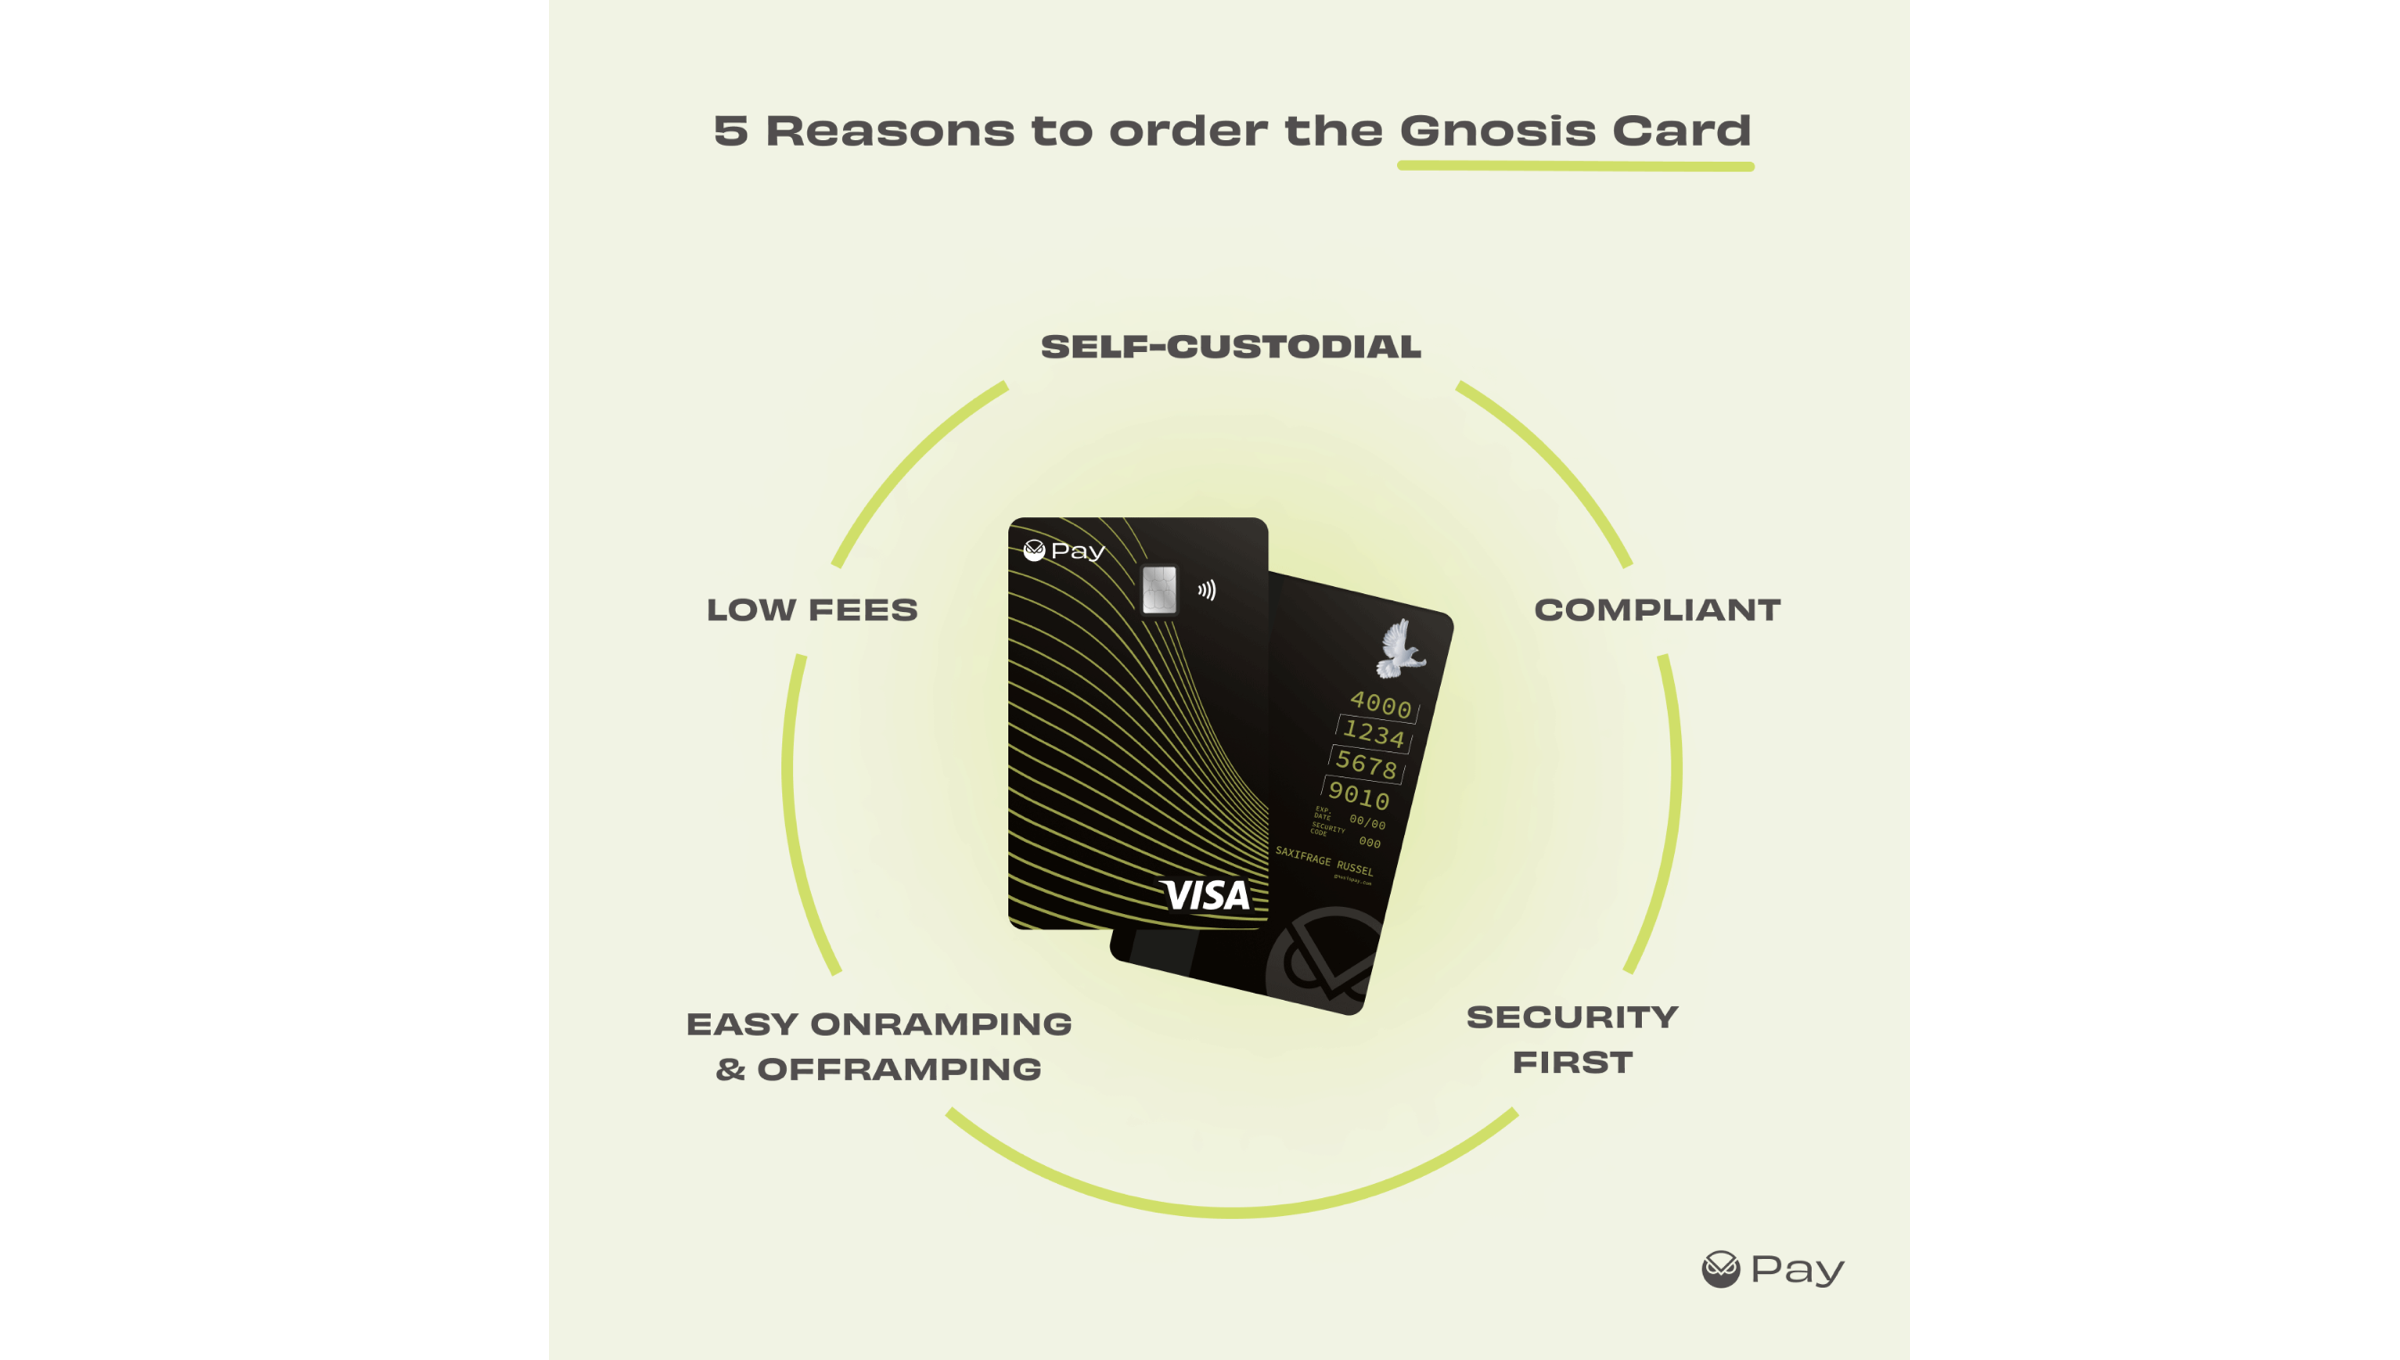 5 Reasons to order the Gnosis Card
SELF-CUSTODIAL
LOW FEES
COMPLIANT
Pay
VISA
4000
1234
5678
9010
EXP.
DATE
00/00
SECURITY
CODE
000
SAXIFRAGE RUSSEL
EASY ONRAMPING
& OFFRAMPING
SECURITY
FIRST
Pay